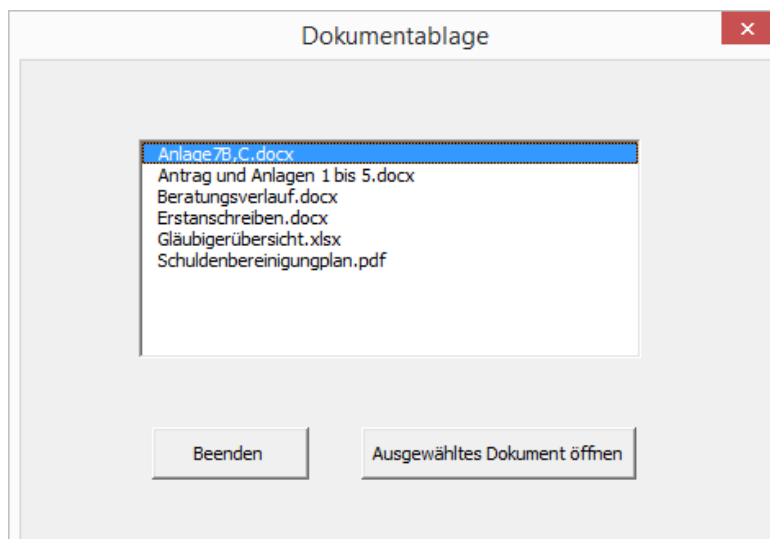 Dokumentablage
Anlage7B,C.docx
Antrag und Anlagen 1 bis 5.docx
Beratungsverlauf.docx
Erstanschreiben.docx
Gläubigerübersicht.xlsx
Schuldenbereinigungplan.pdf
Beenden
Ausgewähltes Dokument öffnen